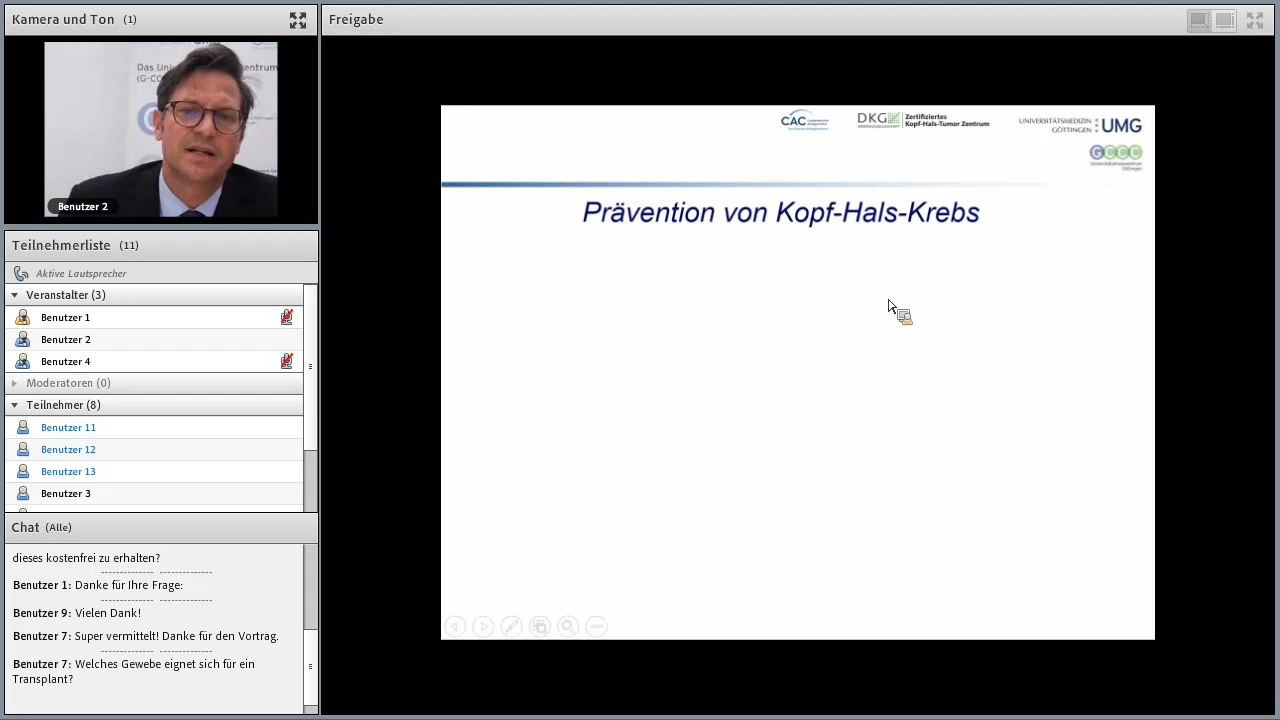 Kamera und Ton (1)
Freigabe
Das Univ
entrum
(G-CC
Benutzer 2
Teilnehmerliste (11)
Aktive Lautsprecher
Veranstalter (3)
Benutzer 1
Benutzer 2
Benutzer 4
Moderatoren (0)
Teilnehmer (8)
Benutzer 11
Benutzer 12
Benutzer 13
Benutzer 3
Chat (Alle)
dieses kostenfrei zu erhalten?
Benutzer 1: Danke für Ihre Frage:
Benutzer 9: Vielen Dank!
Benutzer 7: Super vermittelt! Danke für den Vortrag.
Benutzer 7: Welches Gewebe eignet sich für ein
Transplant?
CAC
DKG
Zertifiziertes
Kopf-Hals-Tumor Zentrum
UNIVERSITÄTSMEDIZIN
GÖTTINGEN
UMG
GCCC
Prävention von Kopf-Hals-Krebs